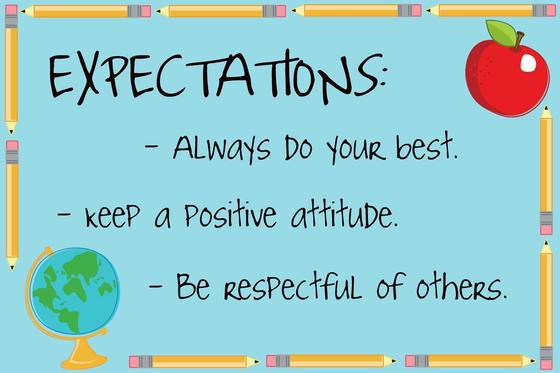 EXPECTATIONS:
- Always Do your best.
- Keep a positive attitude.
- Be respectful of others.